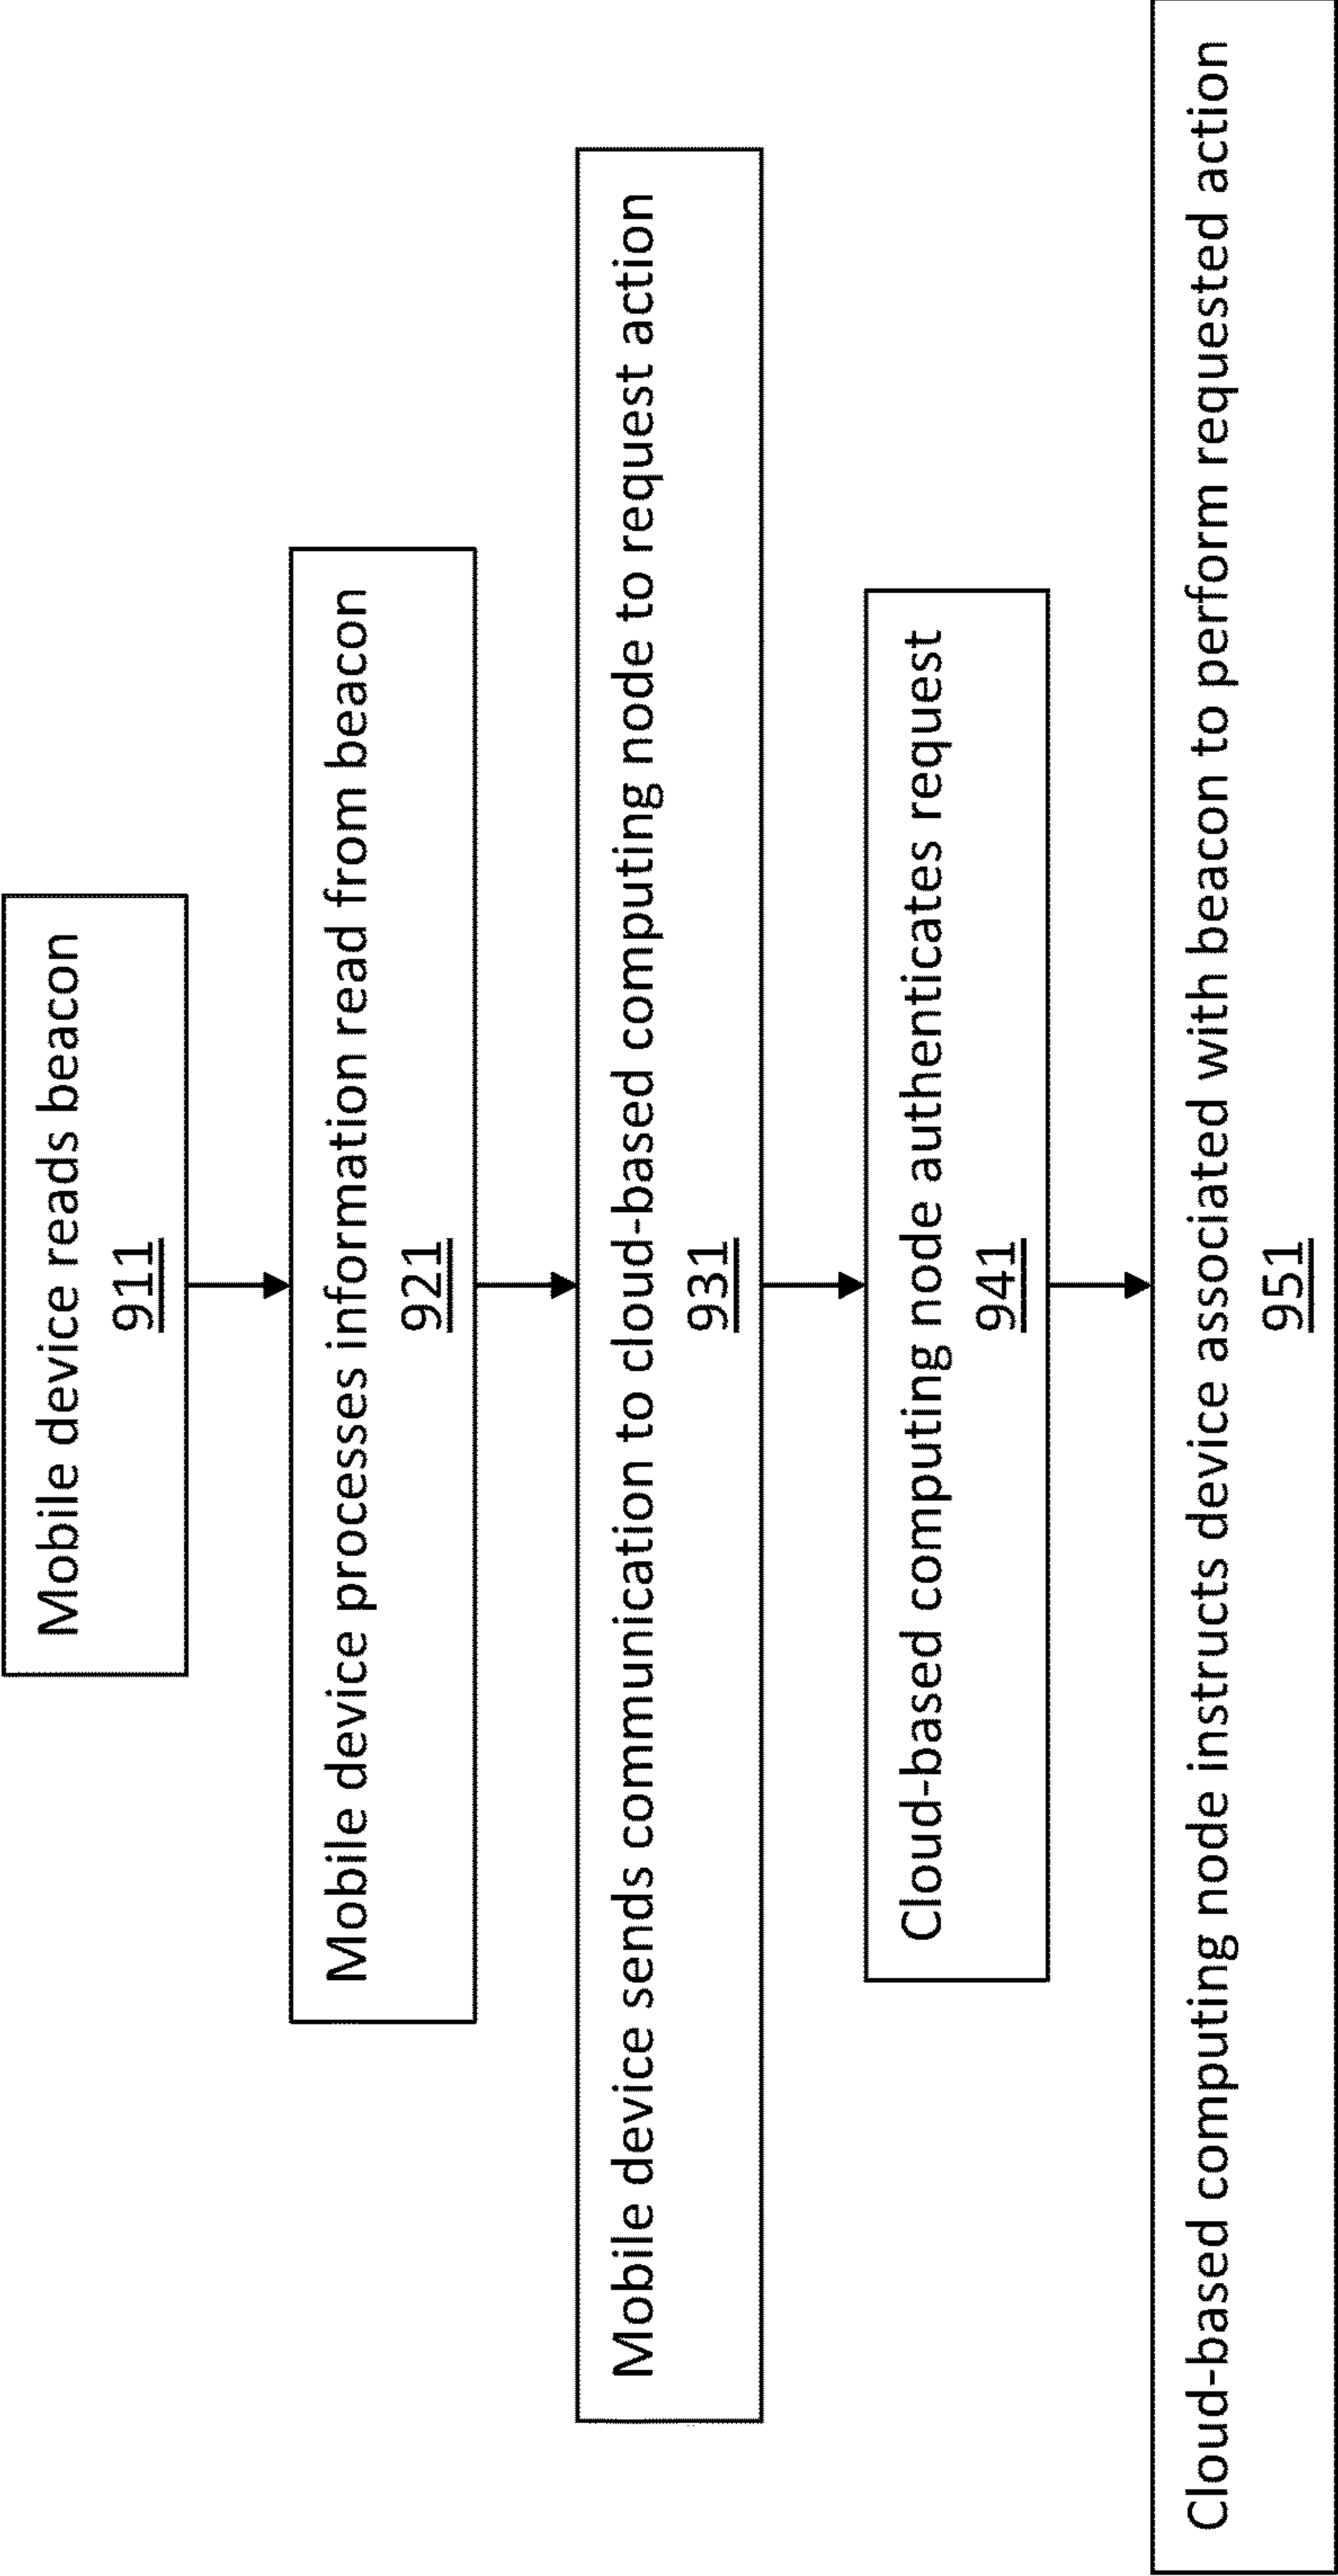 Mobile device reads beacon
911
Mobile device processes information read from beacon
921
Mobile device sends communication to cloud-based computing node to request action
931
Cloud-based computing node authenticates request
941
Cloud-based computing node instructs device associated with beacon to perform requested action
951